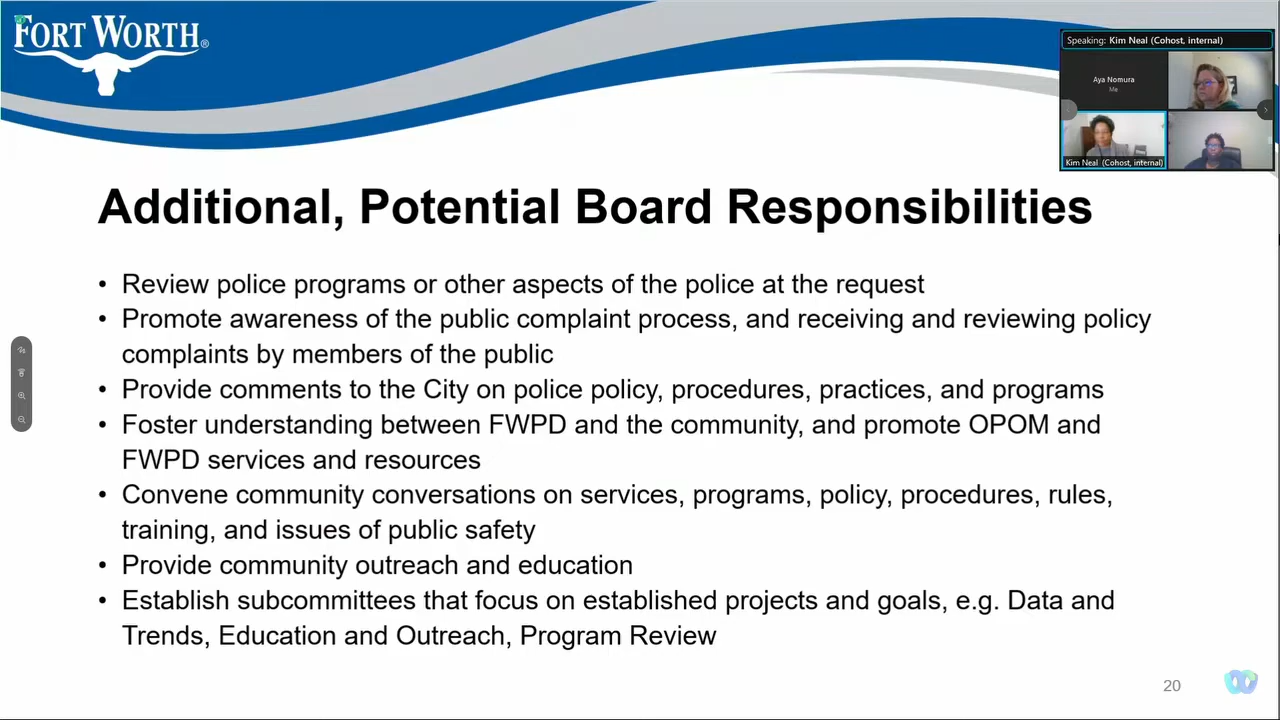 FORT WORTH®
Speaking: Kim Neal (Cohost, internal)
Aya Nomura
Me
Kim Neal (Cohost, internal)
Additional, Potential Board Responsibilities
• Review police programs or other aspects of the police at the request
• Promote awareness of the public complaint process, and receiving and reviewing policy
complaints by members of the public
• Provide comments to the City on police policy, procedures, practices, and programs
• Foster understanding between FWPD and the community, and promote OPOM and
FWPD services and resources
• Convene community conversations on services, programs, policy, procedures, rules,
training, and issues of public safety
• Provide community outreach and education
• Establish subcommittees that focus on established projects and goals, e.g. Data and
Trends, Education and Outreach, Program Review
20